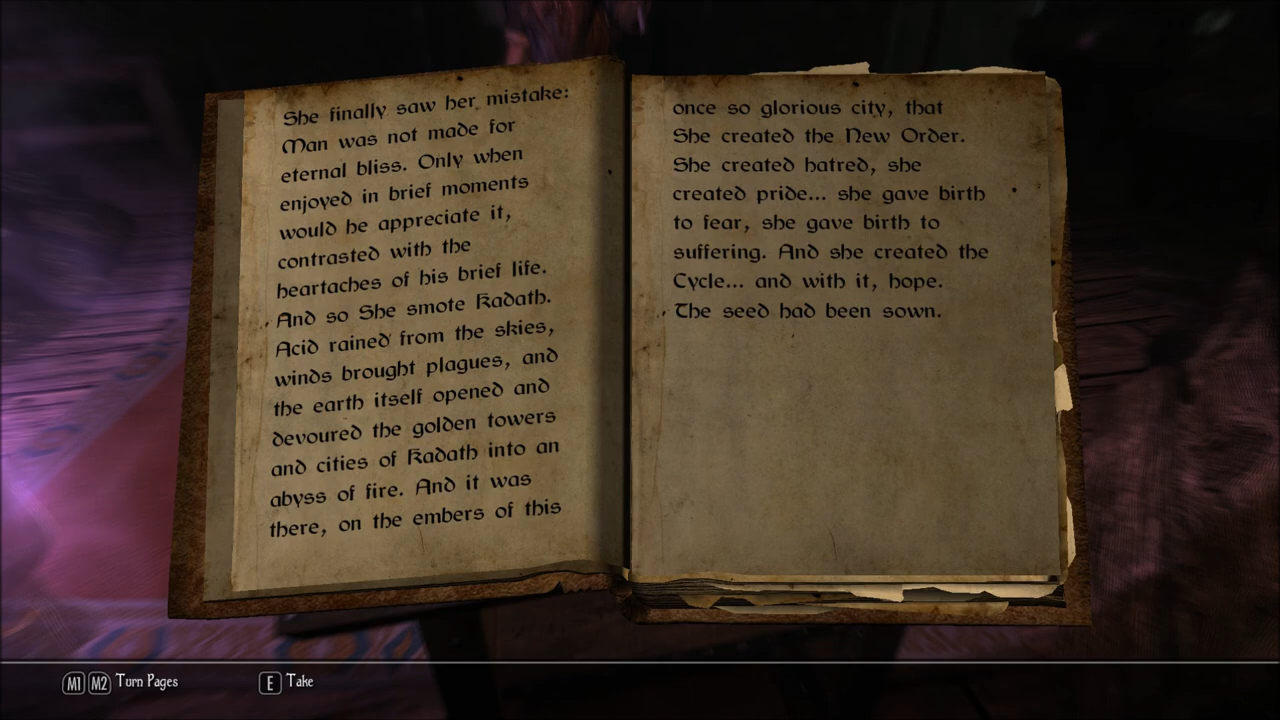 She finally saw her mistake:
Man was not made for
eternal bliss. Only when
enjoyed in brief moments
would he appreciate it,
contrasted with the
heartaches of his brief life.
And so She smote Kadath.
Acid rained from the skies,
winds brought plagues, and
the earth itself opened and
devoured the golden towers
and cities of Kadath into an
abyss of fire. And it was
there, on the embers of this
once so glorious city, that
She created the New Order.
She created hatred, she
created pride... she gave birth
to fear, she gave birth to
suffering. And she created the
Cycle... and with it, hope.
The seed had been sown.
M1 M2 Turn Pages
E Take